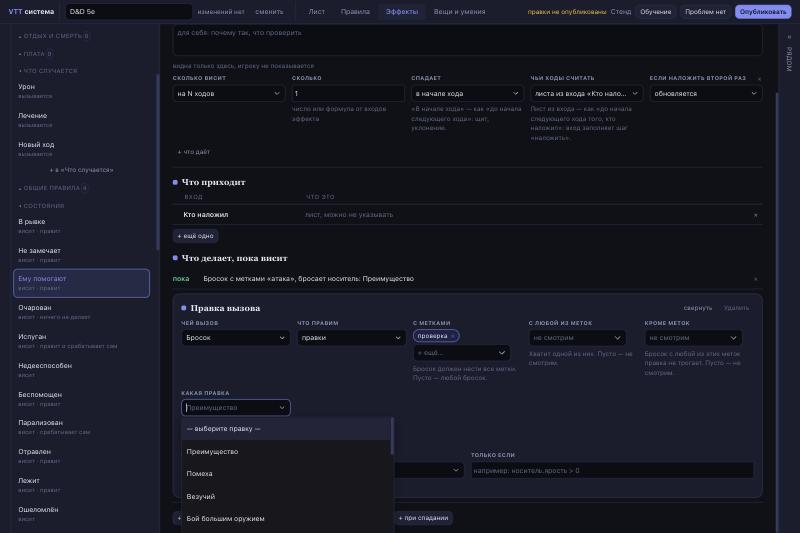 VTT система
D&D 5e
изменений нет
сменить
Лист
Правила
Эффекты
Вещи и умения
правки не опубликованы
Стенд
Обучение
Проблем нет
Опубликовать
ОТДЫХ И СМЕРТЬ 0
ПЛАТА 0
ЧТО СЛУЧАЕТСЯ
Урон
вызывается
Лечение
вызывается
Новый ход
вызывается
+ в «Что случается»
ОБЩИЕ ПРАВИЛА 4
СОСТОЯНИЯ
В рывке
висит · правит
Не замечает
висит · правит
Ему помогают
висит · правит
Очарован
висит · ничего не делает
Испуган
висит · правит и срабатывает сам
Недееспособен
висит
Беспомощен
висит · правит
Парализован
висит · срабатывает сам
Отравлен
висит · правит
Лежит
висит · правит
Ошеломлён
висит
для себя: почему так, что проверить
видна только здесь, игроку не показывается
СКОЛЬКО ВИСИТ
СКОЛЬКО
СПАДАЕТ
ЧЬИ ХОДЫ СЧИТАТЬ
ЕСЛИ НАЛОЖИТЬ ВТОРОЙ РАЗ
×
на N ходов
1
в начале хода
листа из входа «Кто нало...
обновляется
число или формула от входов
эффекта
«В начале хода» — как «до начала
следующего хода»: щит,
уклонение.
Лист из входа — как «до начала
следующего хода того, кто
наложил»: вход заполняет шаг
«наложить».
+ что даёт
Что приходит
ВХОД
ЧТО ЭТО
Кто наложил
лист, можно не указывать
×
+ ещё одно
Что делает, пока висит
пока
Бросок с метками «атака», бросает носитель: Преимущество
×
Правка вызова
свернуть
Удалить
ЧЕЙ ВЫЗОВ
ЧТО ПРАВИМ
С МЕТКАМИ
С ЛЮБОЙ ИЗ МЕТОК
КРОМЕ МЕТОК
Бросок
правки
проверка ×
не смотрим
не смотрим
+ ещё...
Бросок должен нести все метки.
Пусто — любой бросок.
Хватит одной из них. Пусто — не
смотрим.
Бросок с любой из этих меток
правка не трогает. Пусто — не
смотрим.
КАКАЯ ПРАВКА
Преимущество
— выберите правку —
Преимущество
Помеха
Везучий
Бой большим оружием
ТОЛЬКО ЕСЛИ
например: носитель.ярость > 0
+ при спадании
«
РЯДОМ